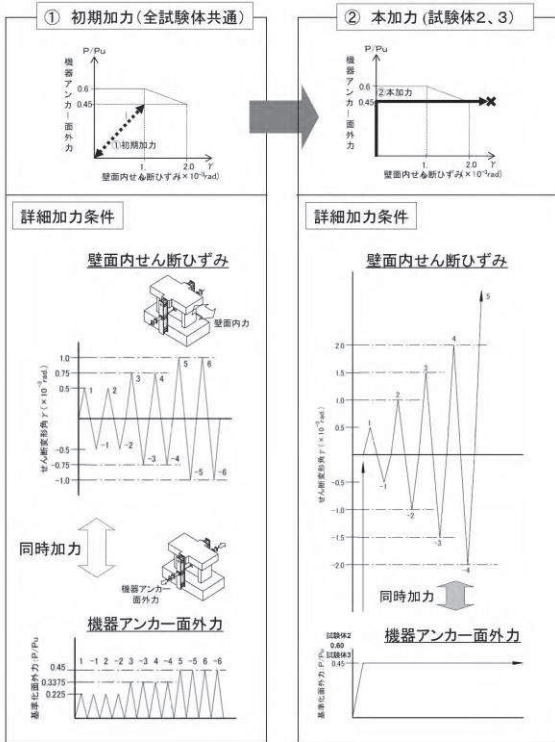 ① 初期加力(全試験体共通)
P/Pu
機器アンカー面外力
0.6
0.45
①初期加力
1.
2.0
γ
壁面内せん断ひずみ ×10⁻³rad)
詳細加力条件
壁面内せん断ひずみ
壁面内力
せん断変形角 γ(×10⁻³rad.)
1.0
0.75
0.5
-0.5
-0.75
-1.0
1 2 3 4 5 6
-1 -2 -3 -4 -5 -6
同時加力
機器アンカー
面外力
機器アンカー面外力
基準化面外力:P/Pu
0.45
0.3375
0.225
1 -1 2 -2 3 -3 4 -4 5 -5 6 -6
② 本加力(試験体2、3)
P/Pu
機器アンカー面外力
0.6
0.45
②本加力
1.
2.0
γ
壁面内せん断ひずみ ×10⁻³rad)
詳細加力条件
壁面内せん断ひずみ
せん断変形角 γ(×10⁻³rad.)
2.0
1.5
1.0
0.5
-0.5
-1.0
-1.5
-2.0
1 2 3 4 5
-1 -2 -3 -4
同時加力
機器アンカー面外力
基準化面外力 P/Pu
試験体2
0.60
試験体3
0.45